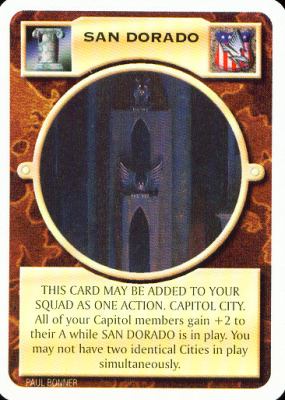 SAN DORADO
THIS CARD MAY BE ADDED TO YOUR
SQUAD AS ONE ACTION. CAPITOL CITY.
All of your Capitol members gain +2 to
their A while SAN DORADO is in play. You
may not have two identical Cities in play
simultaneously.
PAUL BONNER